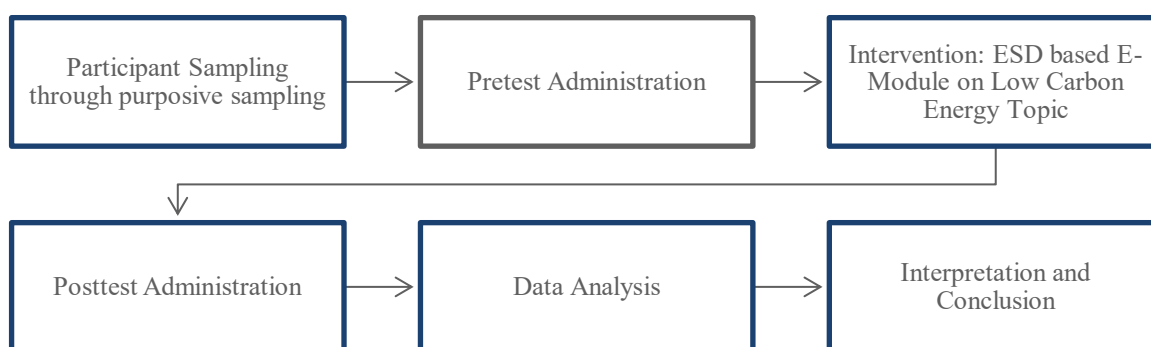 Participant Sampling
through purposive sampling
Pretest Administration
Intervention: ESD based E-
Module on Low Carbon
Energy Topic
Posttest Administration
Data Analysis
Interpretation and
Conclusion